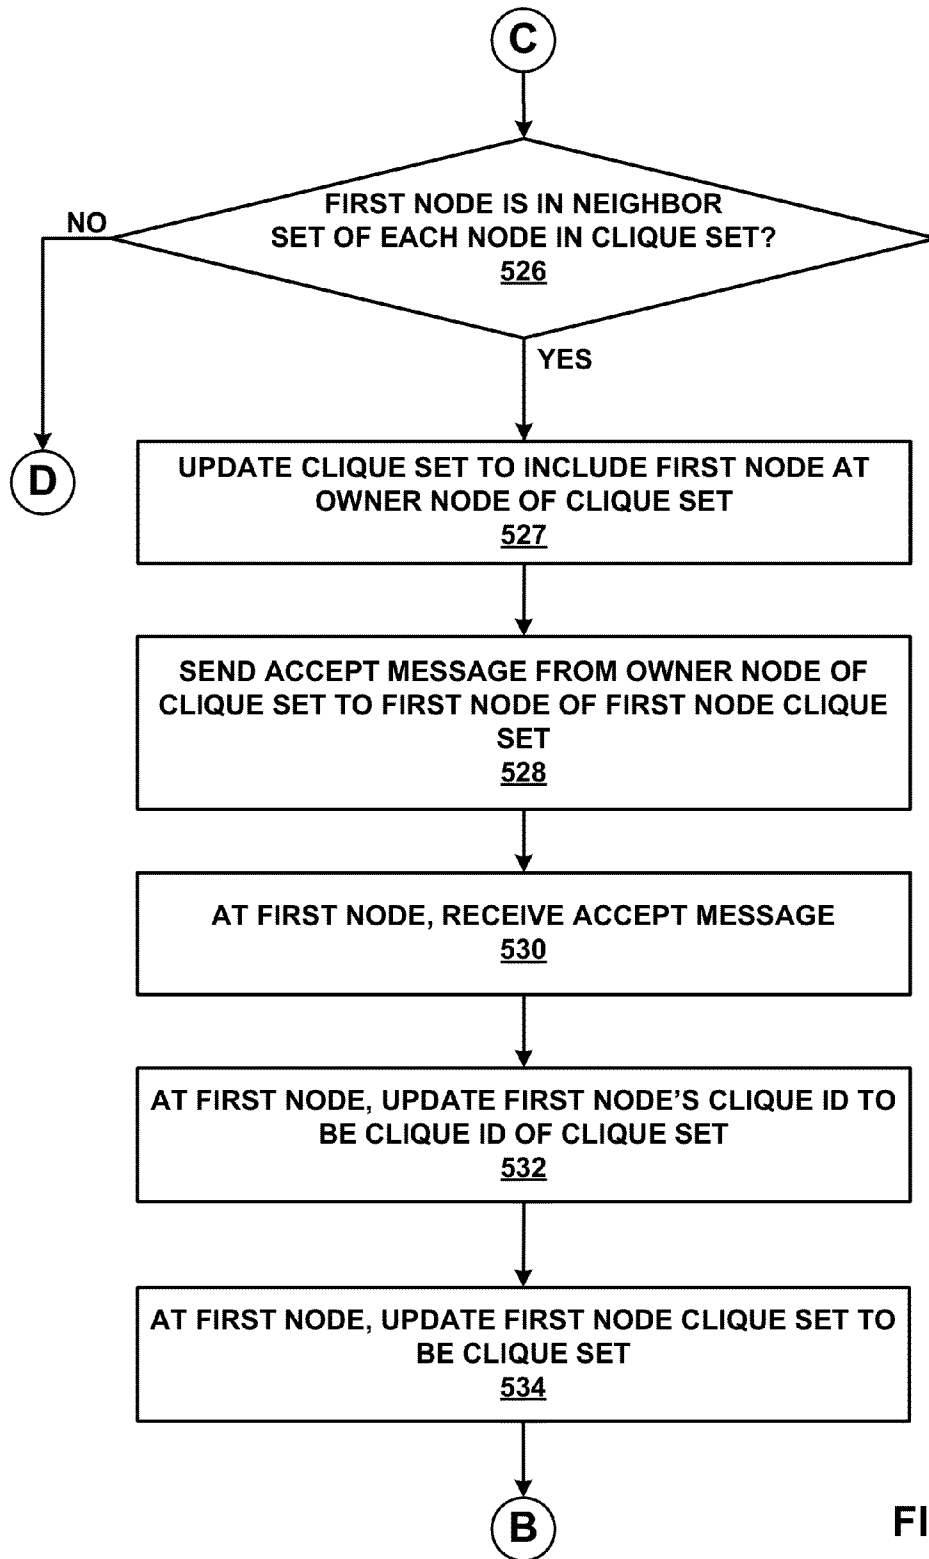 C
FIRST NODE IS IN NEIGHBOR
SET OF EACH NODE IN CLIQUE SET?
526
NO
YES
D
UPDATE CLIQUE SET TO INCLUDE FIRST NODE AT
OWNER NODE OF CLIQUE SET
527
SEND ACCEPT MESSAGE FROM OWNER NODE OF
CLIQUE SET TO FIRST NODE OF FIRST NODE CLIQUE
SET
528
AT FIRST NODE, RECEIVE ACCEPT MESSAGE
530
AT FIRST NODE, UPDATE FIRST NODE’S CLIQUE ID TO
BE CLIQUE ID OF CLIQUE SET
532
AT FIRST NODE, UPDATE FIRST NODE CLIQUE SET TO
BE CLIQUE SET
534
B
FI